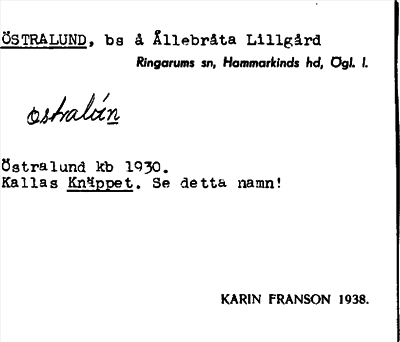 ÖSTRALUND, bs å Ållebråta Lillgård
Ringarums sn, Hammarkinds hd, Ögl. l.
Östralund kb 1930.
Kallas Knäppet. Se detta namn!
KARIN FRANSON 1938.